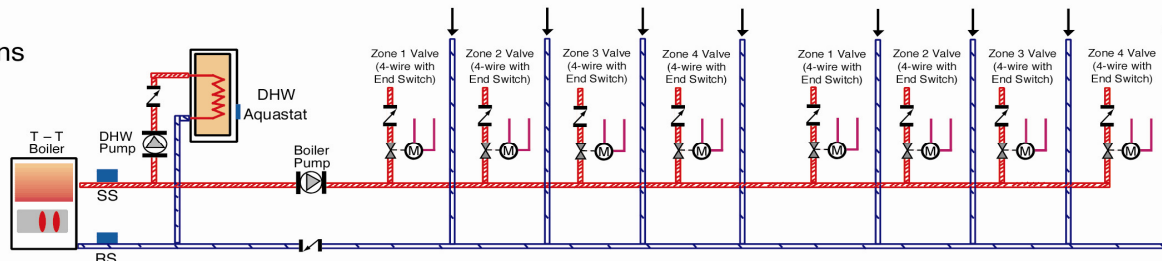 ns
Zone 1 Valve
(4-wire with
End Switch)
Zone 2 Valve
(4-wire with
End Switch)
Zone 3 Valve
(4-wire with
End Switch)
Zone 4 Valve
(4-wire with
End Switch)
Zone 1 Valve
(4-wire with
End Switch)
Zone 2 Valve
(4-wire with
End Switch)
Zone 3 Valve
(4-wire with
End Switch)
Zone 4 Valve
(4-wire with
End Switch)
DHW
Aquastat
T – T
Boiler
DHW
Pump
Boiler
Pump
M
M
M
M
M
M
M
M
SS
RS